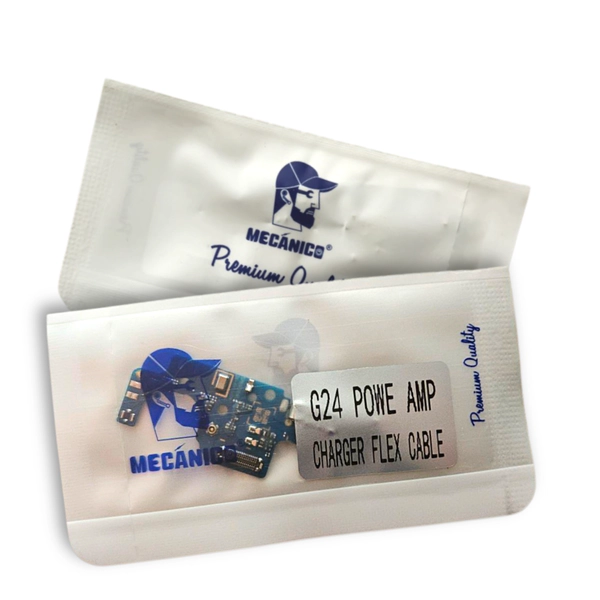 MECÁNICO®
Premium Qu
MECÁNICO
G24 POWE AMP
CHARGER FLEX CABLE
Premium Quality